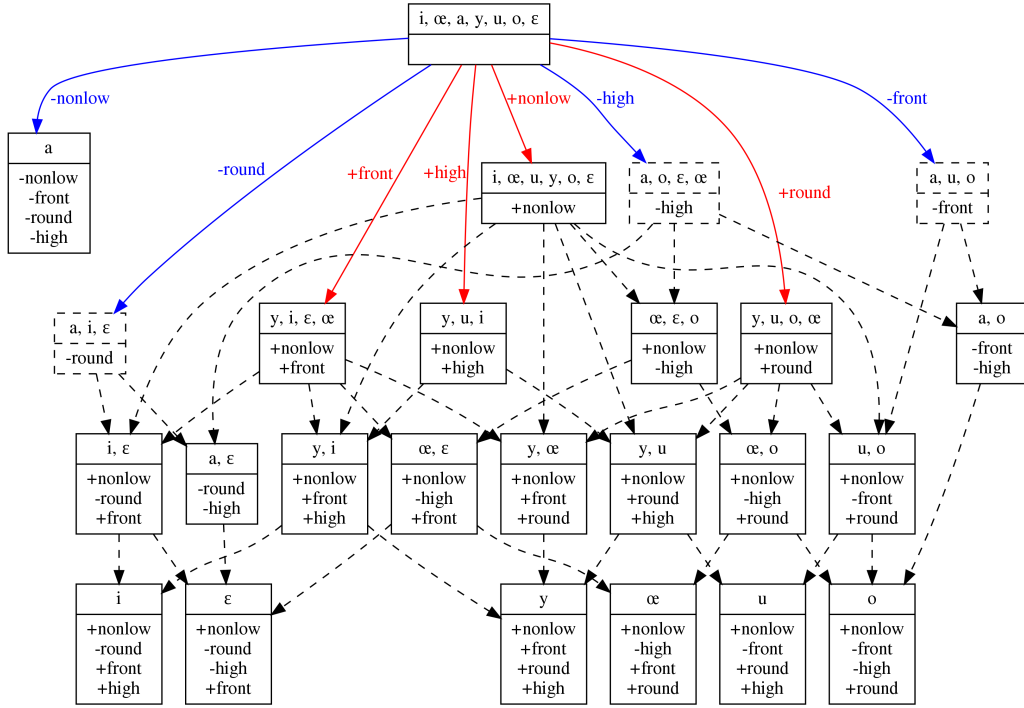 i, œ, a, y, u, o, ε
-nonlow
-high
-front
+nonlow
-round
+front
+high
+round
a
-nonlow
-front
-round
-high
i, œ, u, y, o, ε
+nonlow
a, o, ε, œ
-high
a, u, o
-front
a, i, ε
-round
y, i, ε, œ
+nonlow
+front
y, u, i
+nonlow
+high
œ, ε, o
+nonlow
-high
y, u, o, œ
+nonlow
+round
a, o
-front
-high
i, ε
+nonlow
-round
+front
a, ε
-round
-high
y, i
+nonlow
+front
+high
œ, ε
+nonlow
-high
+front
y, œ
+nonlow
+front
+round
y, u
+nonlow
+round
+high
œ, o
+nonlow
-high
+round
u, o
+nonlow
-front
+round
i
+nonlow
-round
+front
+high
ε
+nonlow
-round
-high
+front
y
+nonlow
+front
+round
+high
œ
+nonlow
-high
+front
+round
u
+nonlow
-front
+round
+high
o
+nonlow
-front
-high
+round